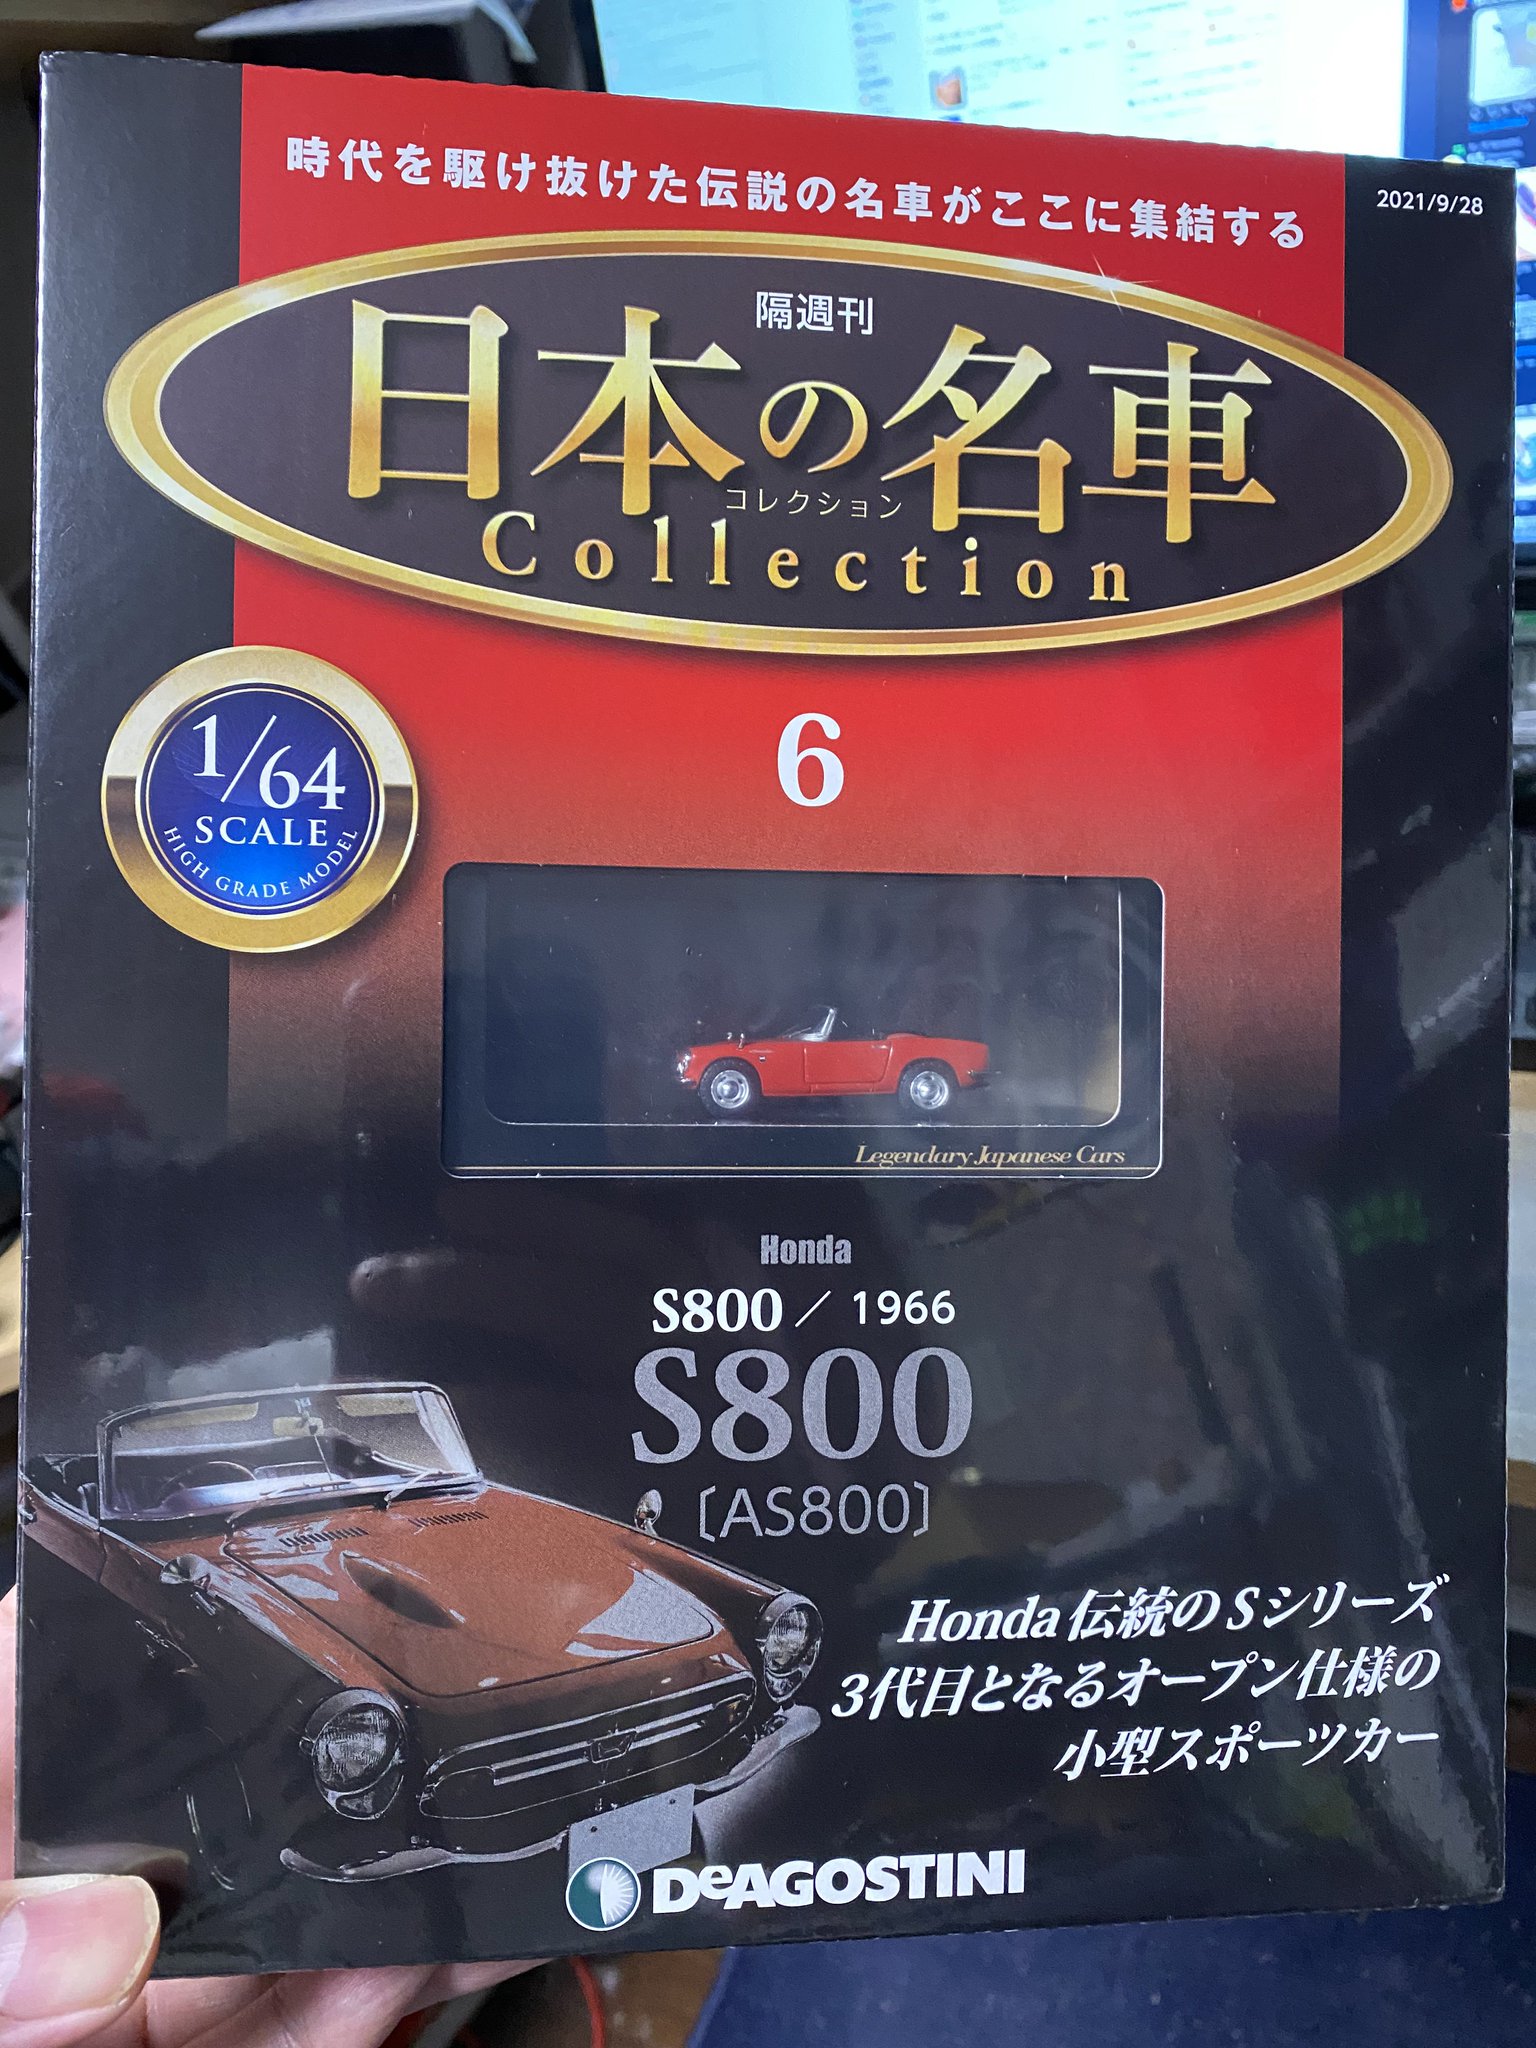 時代を駆け抜けた伝説の名車がここに集結する
2021/9/28
隔週刊
日本の名車
コレクション
Collection
6
1/64
SCALE
HIGH GRADE MODEL
Legendary Japanese Cars
Honda
S800／1966
S800
〔AS800〕
Honda伝統のSシリーズ
3代目となるオープン仕様の
小型スポーツカー
DeAGOSTINI